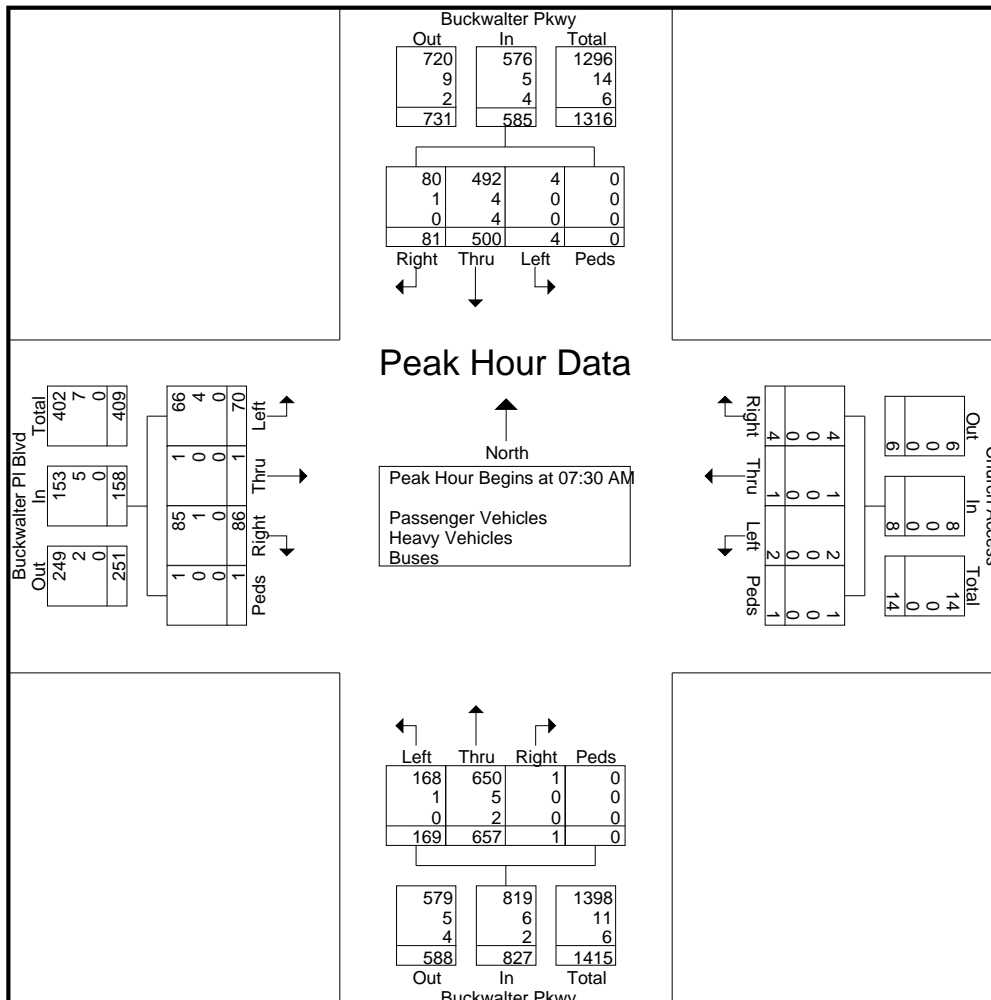 Buckwalter Pkwy
Out In Total
720 576 1296
9 5 14
2 4 6
731 585 1316
80 492 4 0
1 4 0 0
0 4 0 0
81 500 4 0
Right Thru Left Peds
Buckwalter Pl Blvd
Total In Out
402 153 249
7 5 2
0 0 0
409 158 251
66 1 85 1
4 0 1 0
0 0 0 0
70 1 86 1
Left Thru Right Peds
Peak Hour Data
North
Peak Hour Begins at 07:30 AM
Passenger Vehicles
Heavy Vehicles
Buses
Right Thru Left Peds
4 1 2 1
0 0 0 0
0 0 0 0
4 1 2 1
Church Access
Out In Total
6 8 14
0 0 0
0 0 0
6 8 14
Left Thru Right Peds
168 650 1 0
1 5 0 0
0 2 0 0
169 657 1 0
579 819 1398
5 6 11
4 2 6
588 827 1415
Out In Total
Buckwalter Pkwy